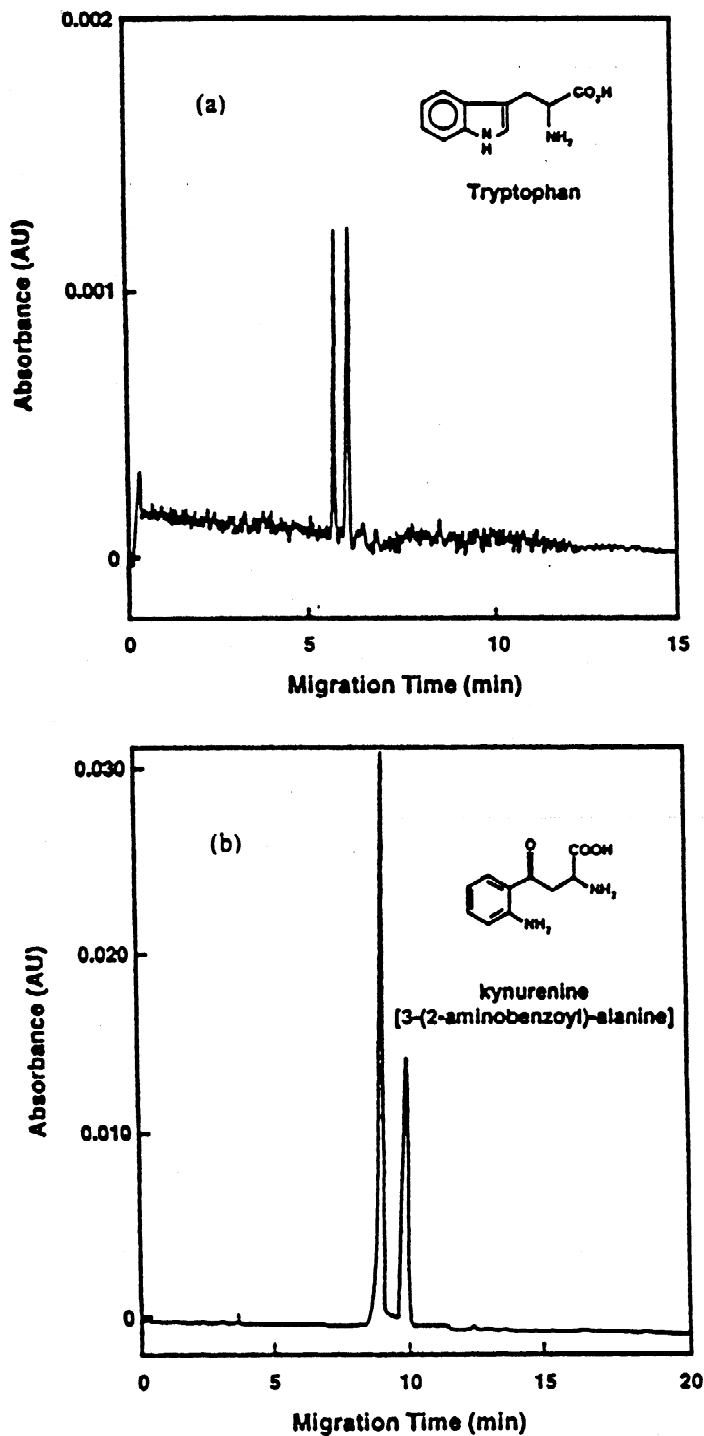 0.002
(a)
CO₂H
N
H
NH₂
Tryptophan
Absorbance (AU)
0.001
0
0
5
10
15
Migration Time (min)
0.030
(b)
O
COOH
NH₂
NH₂
kynurenine
[3-(2-aminobenzoyl)-alanine]
Absorbance (AU)
0.020
0.010
0
0
5
10
15
20
Migration Time (min)